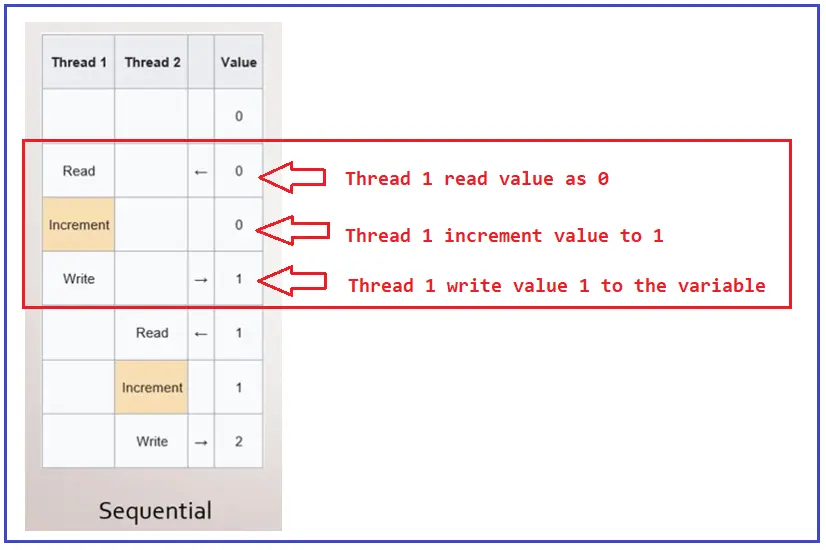 Thread 1 Thread 2 Value
0
Read ← 0 Thread 1 read value as 0
Increment 0 Thread 1 increment value to 1
Write → 1 Thread 1 write value 1 to the variable
Read ← 1
Increment 1
Write → 2
Sequential